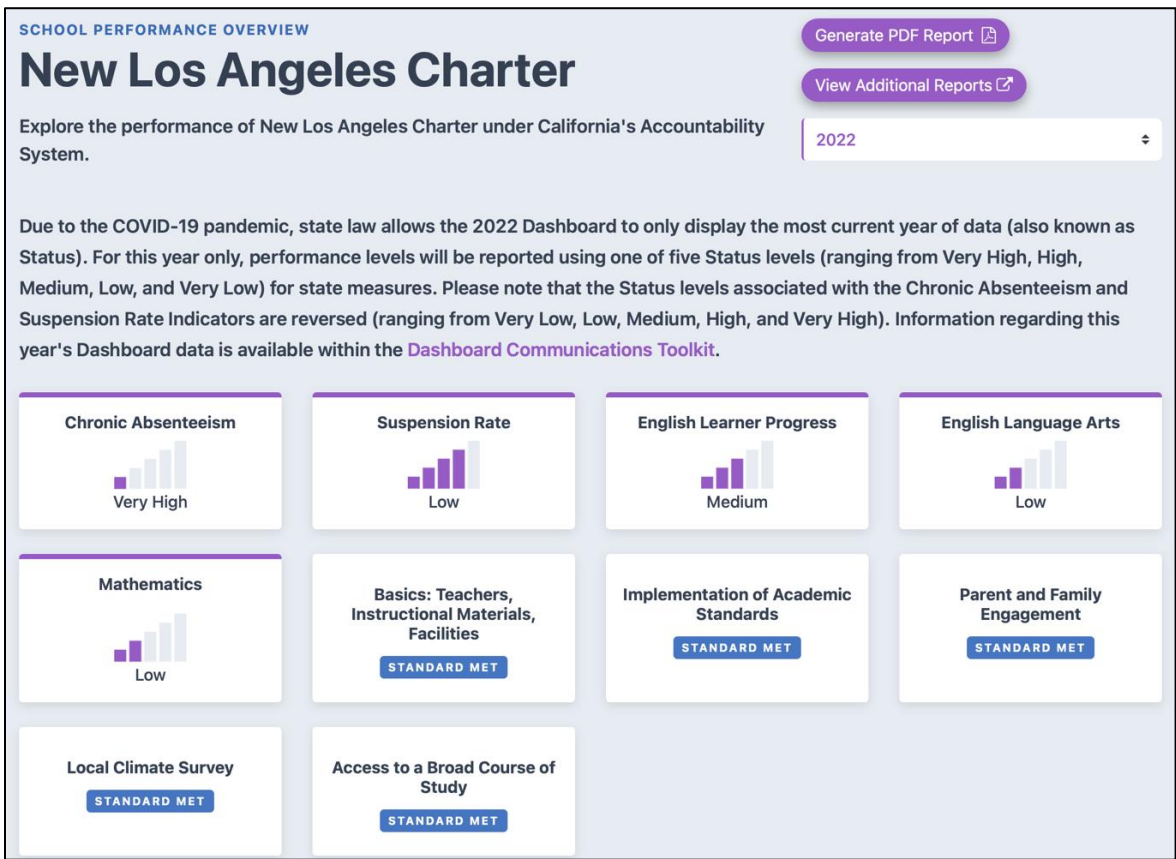 SCHOOL PERFORMANCE OVERVIEW
New Los Angeles Charter
Explore the performance of New Los Angeles Charter under California's Accountability
System.
Generate PDF Report
View Additional Reports
2022
Due to the COVID-19 pandemic, state law allows the 2022 Dashboard to only display the most current year of data (also known as
Status). For this year only, performance levels will be reported using one of five Status levels (ranging from Very High, High,
Medium, Low, and Very Low) for state measures. Please note that the Status levels associated with the Chronic Absenteeism and
Suspension Rate Indicators are reversed (ranging from Very Low, Low, Medium, High, and Very High). Information regarding this
year's Dashboard data is available within the Dashboard Communications Toolkit.
Chronic Absenteeism
Very High
Suspension Rate
Low
English Learner Progress
Medium
English Language Arts
Low
Mathematics
Low
Basics: Teachers,
Instructional Materials,
Facilities
STANDARD MET
Implementation of Academic
Standards
STANDARD MET
Parent and Family
Engagement
STANDARD MET
Local Climate Survey
STANDARD MET
Access to a Broad Course of
Study
STANDARD MET